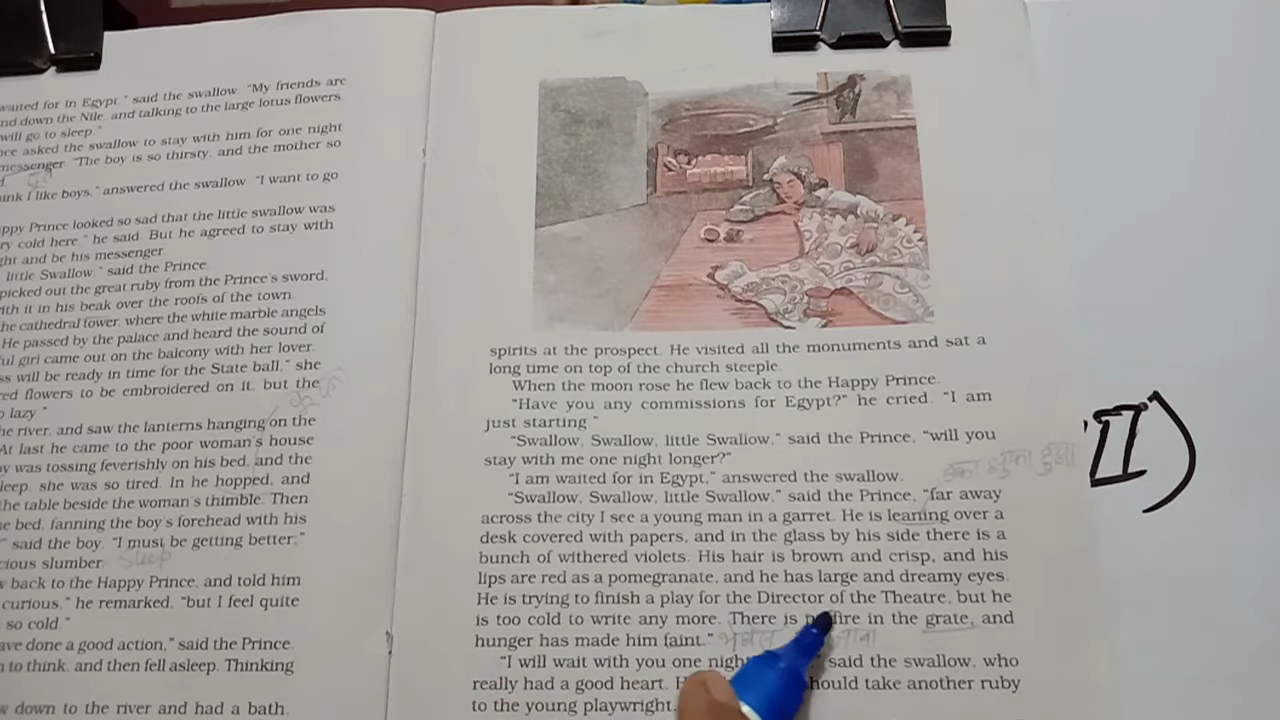 waited for in Egypt," said the swallow. "My friends are
nd down the Nile, and talking to the large lotus flowers.
will go to sleep."
nce asked the swallow to stay with him for one night
messenger. "The boy is so thirsty, and the mother so
ink I like boys," answered the swallow. "I want to go
ppy Prince looked so sad that the little swallow was
ry cold here," he said. But he agreed to stay with
ght and be his messenger.
little Swallow," said the Prince
picked out the great ruby from the Prince's sword,
ith it in his beak over the roofs of the town.
he cathedral tower, where the white marble angels
He passed by the palace and heard the sound of
ful girl came out on the balcony with her lover.
ss will be ready in time for the State ball," she
red flowers to be embroidered on it, but the
o lazy."
he river, and saw the lanterns hanging on the
At last he came to the poor woman's house
y was tossing feverishly on his bed, and the
leep, she was so tired. In he hopped, and
the table beside the woman's thimble. Then
e bed, fanning the boy's forehead with his
" said the boy, "I must be getting better;"
cious slumber.
sleep
w back to the Happy Prince, and told him
curious," he remarked, "but I feel quite
so cold."
ave done a good action," said the Prince.
n to think, and then fell asleep. Thinking
w down to the river and had a bath.
spirits at the prospect. He visited all the monuments and sat a
long time on top of the church steeple.
When the moon rose he flew back to the Happy Prince.
"Have you any commissions for Egypt?" he cried. "I am
just starting."
"Swallow, Swallow, little Swallow," said the Prince, "will you
stay with me one night longer?"
"I am waited for in Egypt," answered the swallow.
"Swallow, Swallow, little Swallow," said the Prince, "far away
across the city I see a young man in a garret. He is leaning over a
desk covered with papers, and in the glass by his side there is a
bunch of withered violets. His hair is brown and crisp, and his
lips are red as a pomegranate, and he has large and dreamy eyes.
He is trying to finish a play for the Director of the Theatre, but he
is too cold to write any more. There is fire in the grate, and
hunger has made him faint."
"I will wait with you one said the swallow, who
really had a good heart. should take another ruby
to the young playwright.
II)